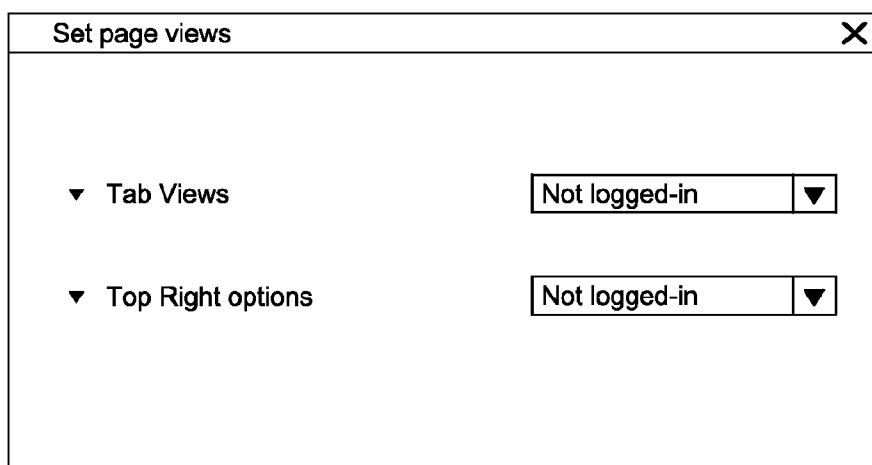 Set page views
Tab Views Not logged-in
Top Right options Not logged-in